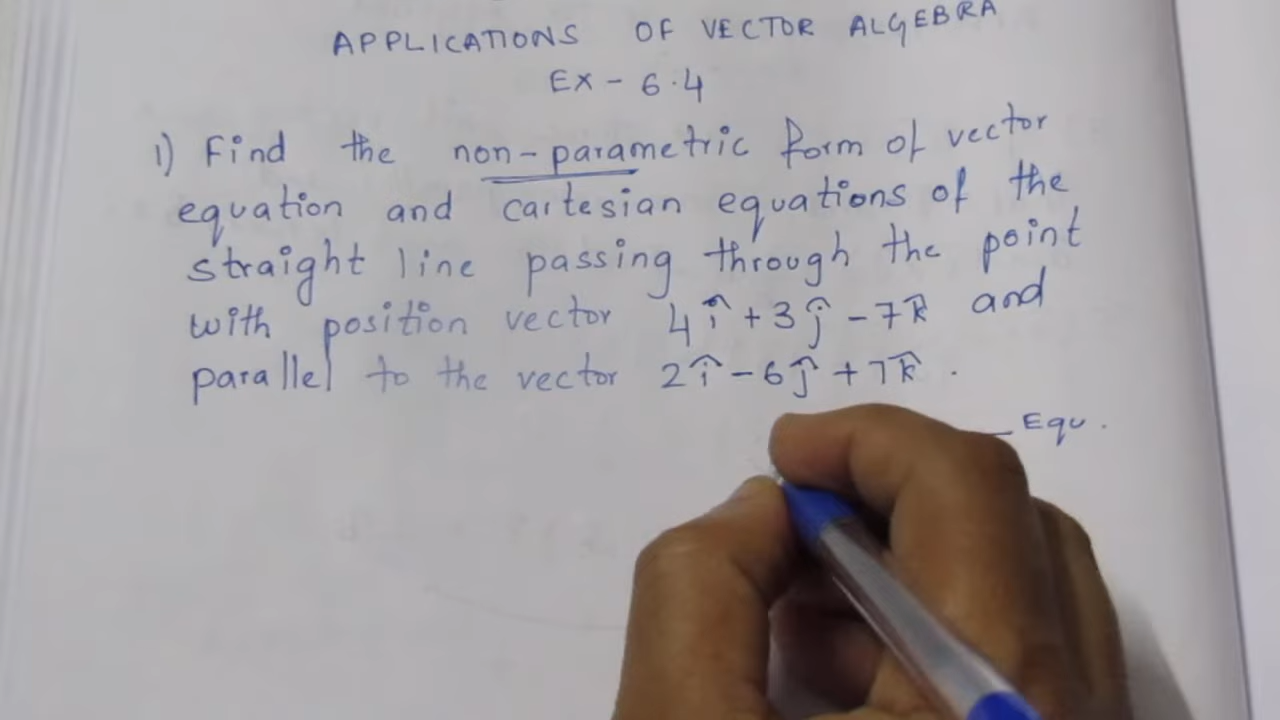 APPLICATIONS OF VECTOR ALGEBRA
EX - 6.4
1) Find the non-parametric form of vector
equation and cartesian equations of the
straight line passing through the point
with position vector 4î + 3ĵ - 7k̂ and
parallel to the vector 2î - 6ĵ + 7k̂ .
Equ .